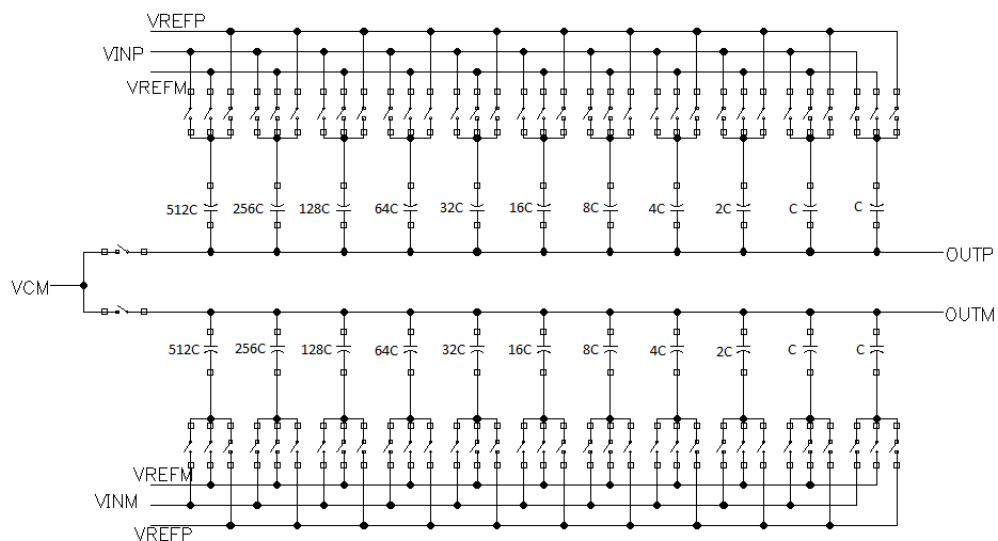 VREFP
VINP
VREFM
512C 256C 128C 64C 32C 16C 8C 4C 2C C C
OUTP
VCM
OUTM
512C 256C 128C 64C 32C 16C 8C 4C 2C C C
VREFM
VINM
VREFP